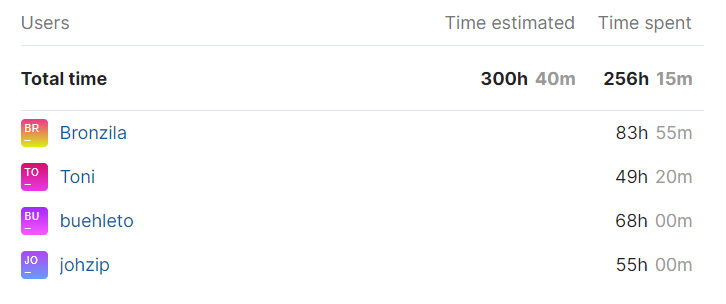 Users Time estimated Time spent
Total time 300h 40m 256h 15m
BR Bronzila 83h 55m
TO Toni 49h 20m
BU buehleto 68h 00m
JO johzip 55h 00m